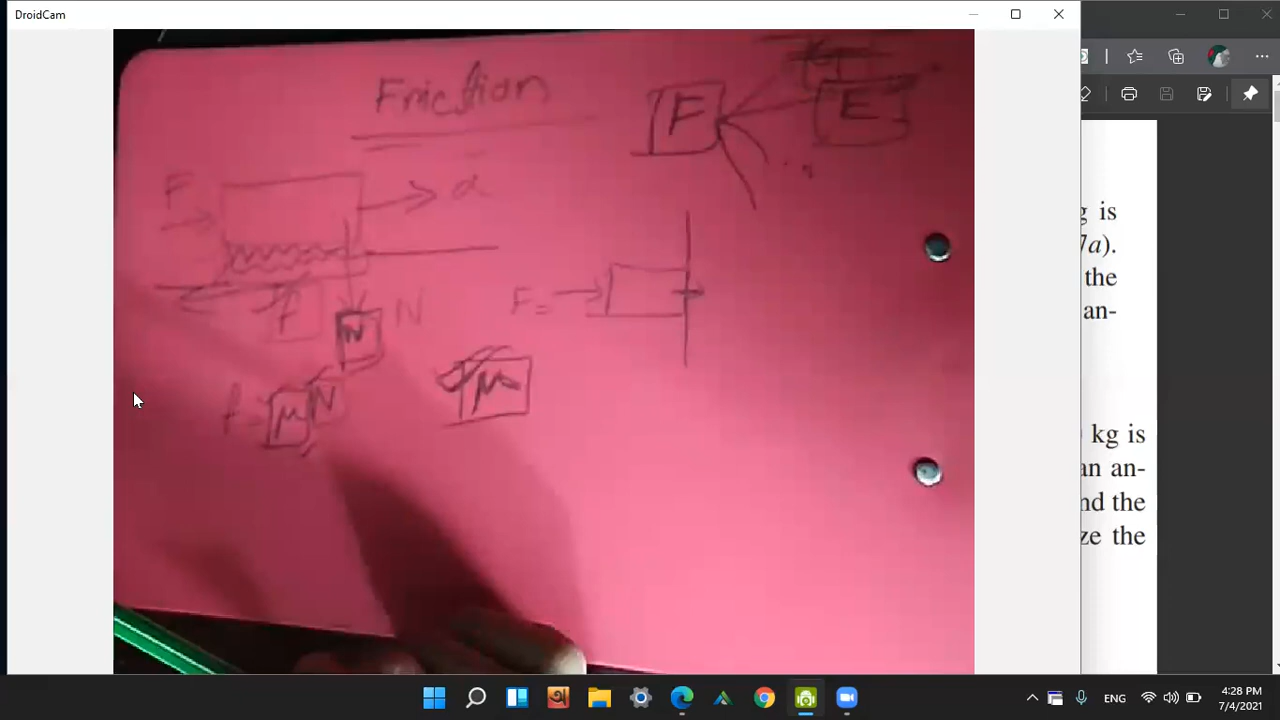 DroidCam
Friction
F
E
F
a
g is
7a).
the
an-
f
N
F=
N
μ
f=μN
kg is
an an-
nd the
ze the
ENG
4:28 PM
7/4/2021